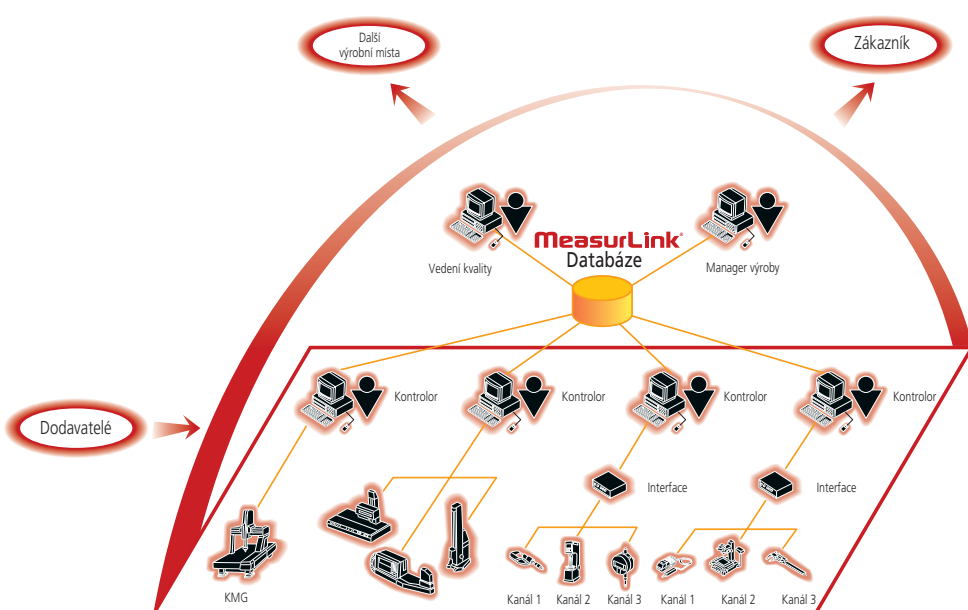 Další
výrobní místa
Zákazník
MeasurLink®
Databáze
Vedení kvality
Manager výroby
Kontrolor
Kontrolor
Kontrolor
Kontrolor
Dodavatelé
Interface
Interface
KMG
Kanál 1
Kanál 2
Kanál 3
Kanál 1
Kanál 2
Kanál 3